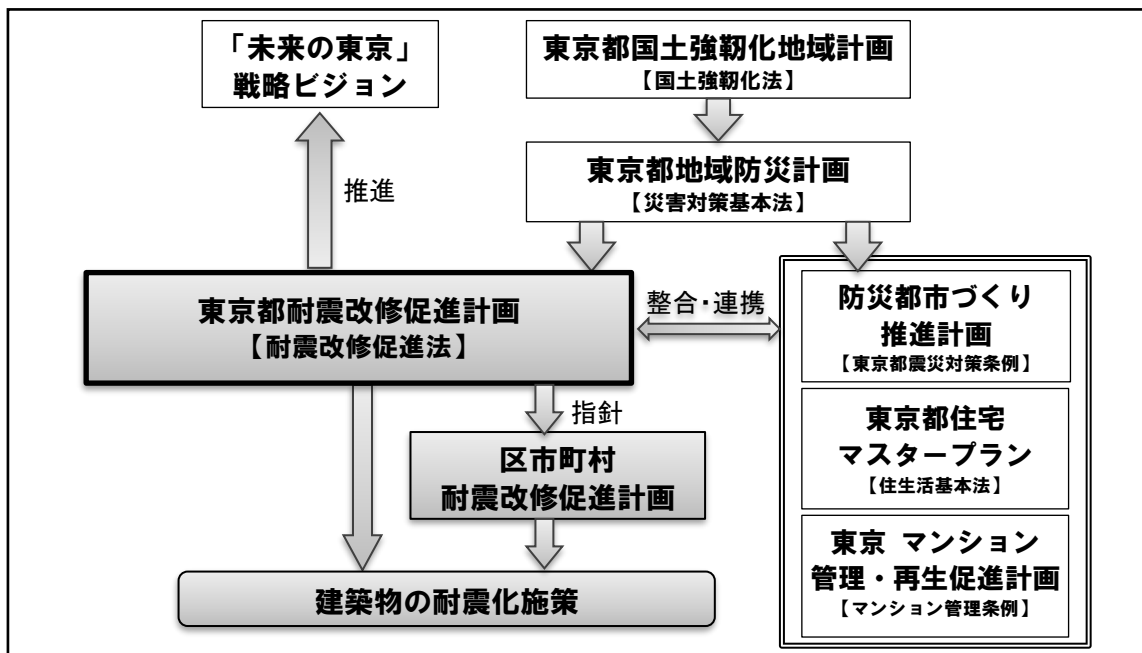 「未来の東京」
戦略ビジョン
東京都国土強靭化地域計画
【国土強靭化法】
東京都地域防災計画
【災害対策基本法】
推進
東京都耐震改修促進計画
【耐震改修促進法】
整合・連携
防災都市づくり
推進計画
【東京都震災対策条例】
指針
区市町村
耐震改修促進計画
東京都住宅
マスタープラン
【住生活基本法】
東京 マンション
管理・再生促進計画
【マンション管理条例】
建築物の耐震化施策